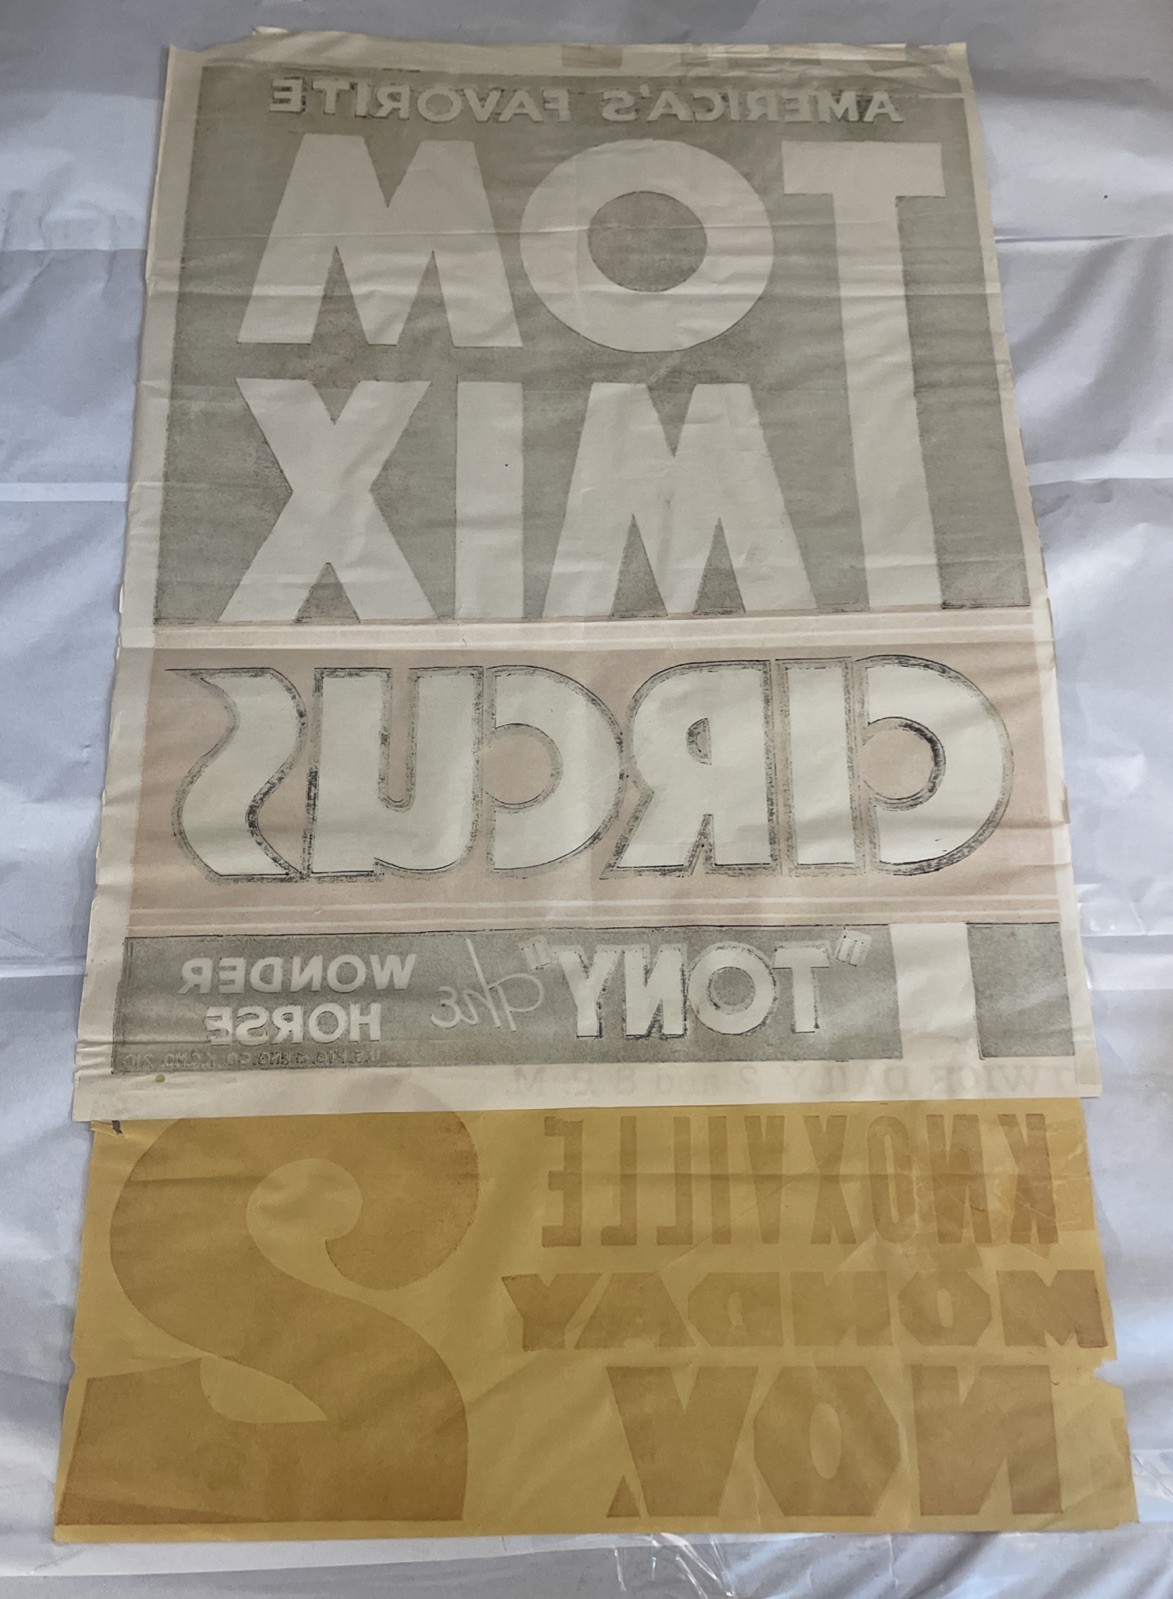 AMERICA'S FAVORITE
TOM
MIX
CIRCUS
"TONY" the WONDER
HORSE
TWICE DAILY 2 and 8 P.M.
KNOXVILLE
MONDAY
NOV. 2